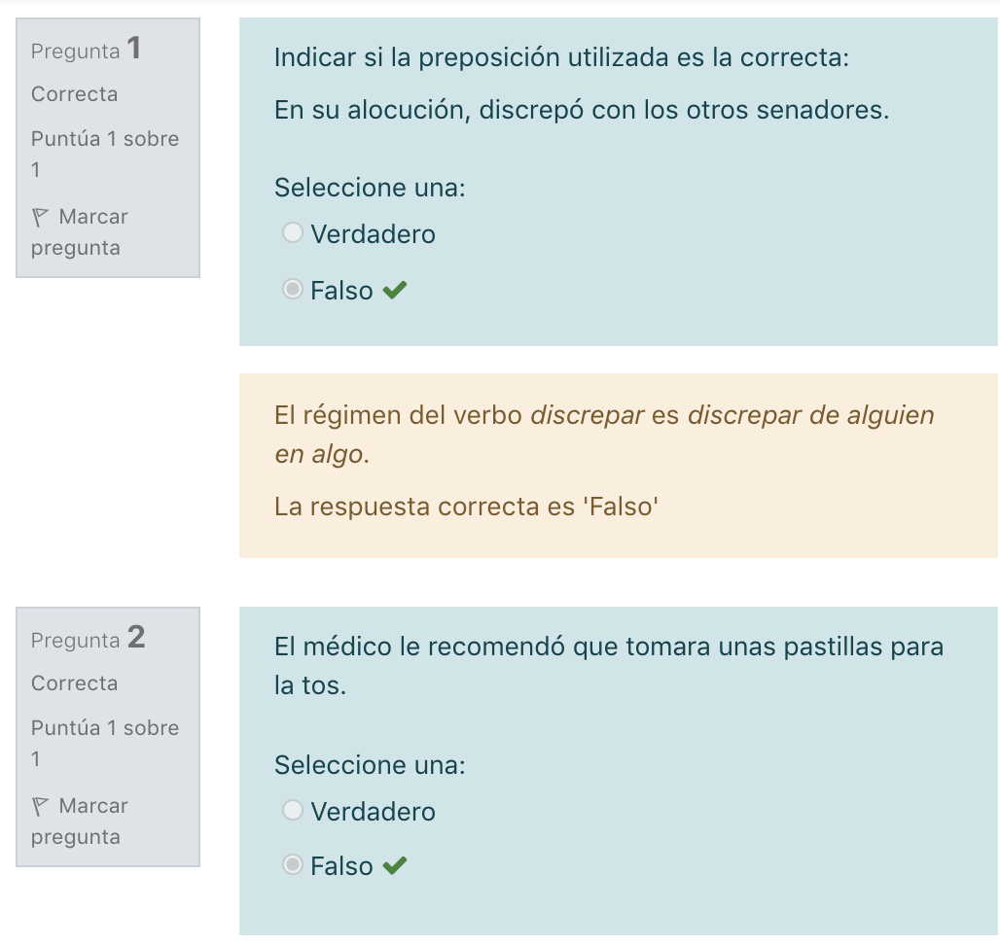 Pregunta 1
Correcta
Puntúa 1 sobre
1
Marcar
pregunta
Indicar si la preposición utilizada es la correcta:
En su alocución, discrepó con los otros senadores.
Seleccione una:
Verdadero
Falso
El régimen del verbo discrepar es discrepar de alguien
en algo.
La respuesta correcta es 'Falso'
Pregunta 2
Correcta
Puntúa 1 sobre
1
Marcar
pregunta
El médico le recomendó que tomara unas pastillas para
la tos.
Seleccione una:
Verdadero
Falso